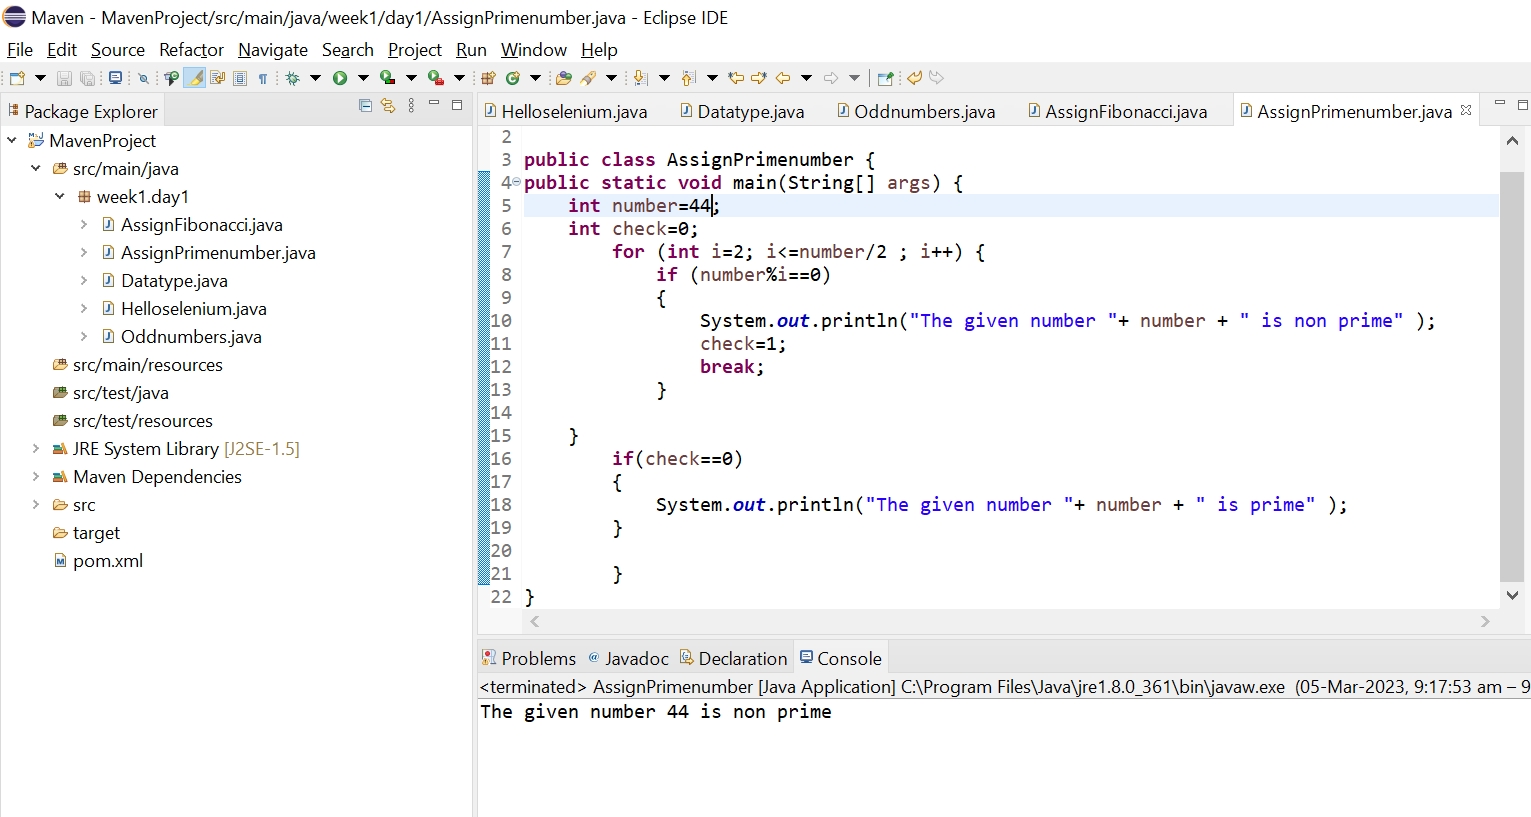 Maven - MavenProject/src/main/java/week1/day1/AssignPrimenumber.java - Eclipse IDE
File Edit Source Refactor Navigate Search Project Run Window Help
Package Explorer
MavenProject
src/main/java
week1.day1
AssignFibonacci.java
AssignPrimenumber.java
Datatype.java
Helloselenium.java
Oddnumbers.java
src/main/resources
src/test/java
src/test/resources
JRE System Library [J2SE-1.5]
Maven Dependencies
src
target
pom.xml
Helloselenium.java Datatype.java Oddnumbers.java AssignFibonacci.java AssignPrimenumber.java
2
3 public class AssignPrimenumber {
4 public static void main(String[] args) {
5 int number=44;
6 int check=0;
7 for (int i=2; i<=number/2 ; i++) {
8 if (number%i==0)
9 {
10 System.out.println("The given number "+ number + " is non prime" );
11 check=1;
12 break;
13 }
14
15 }
16 if(check==0)
17 {
18 System.out.println("The given number "+ number + " is prime" );
19 }
20
21 }
22 }
Problems Javadoc Declaration Console
<terminated> AssignPrimenumber [Java Application] C:\Program Files\Java\jre1.8.0_361\bin\javaw.exe (05-Mar-2023, 9:17:53 am – 9
The given number 44 is non prime